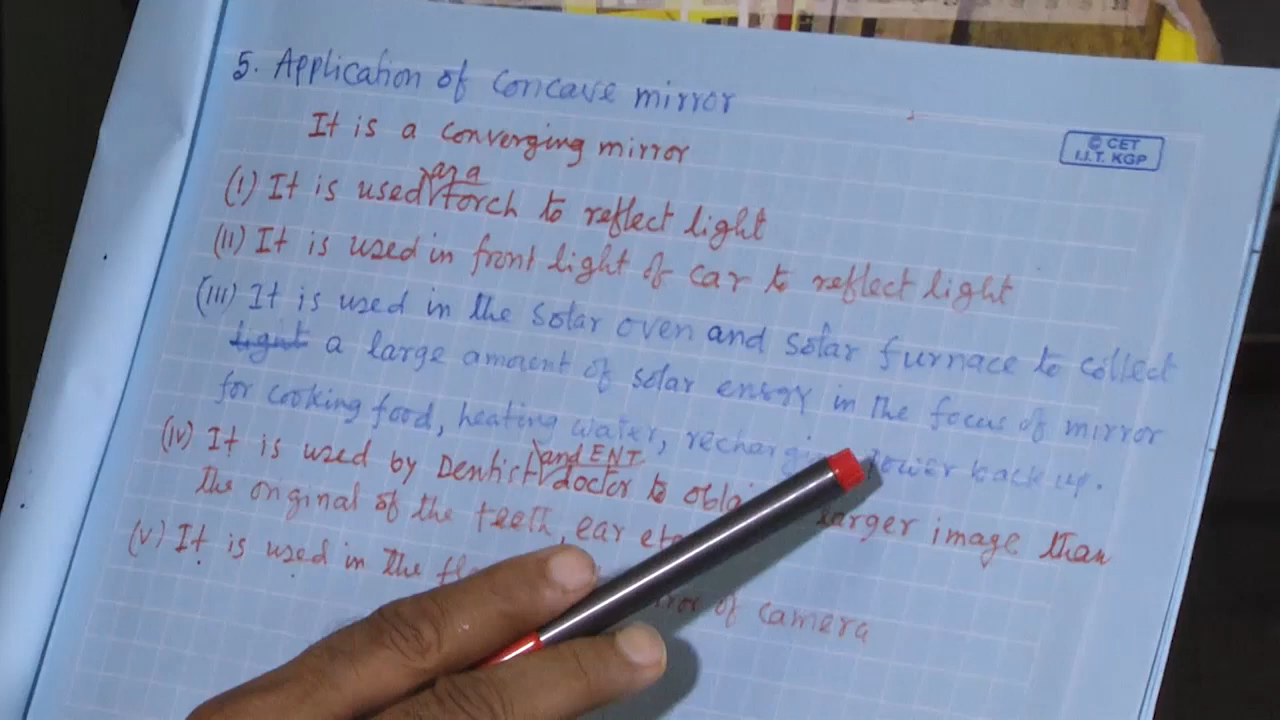 5. Application of concave mirror
It is a converging mirror
© CET
I.I.T. KGP
(i) It is used as a torch to reflect light
(ii) It is used in front light of car to reflect light
(iii) It is used in the solar oven and solar furnace to collect
light a large amount of solar energy in the focus of mirror
for cooking food, heating water, power back up.
(iv) It is used by Dentist and ENT doctor to larger image than
the original of the teeth, ear
(v) It is used in the of camera